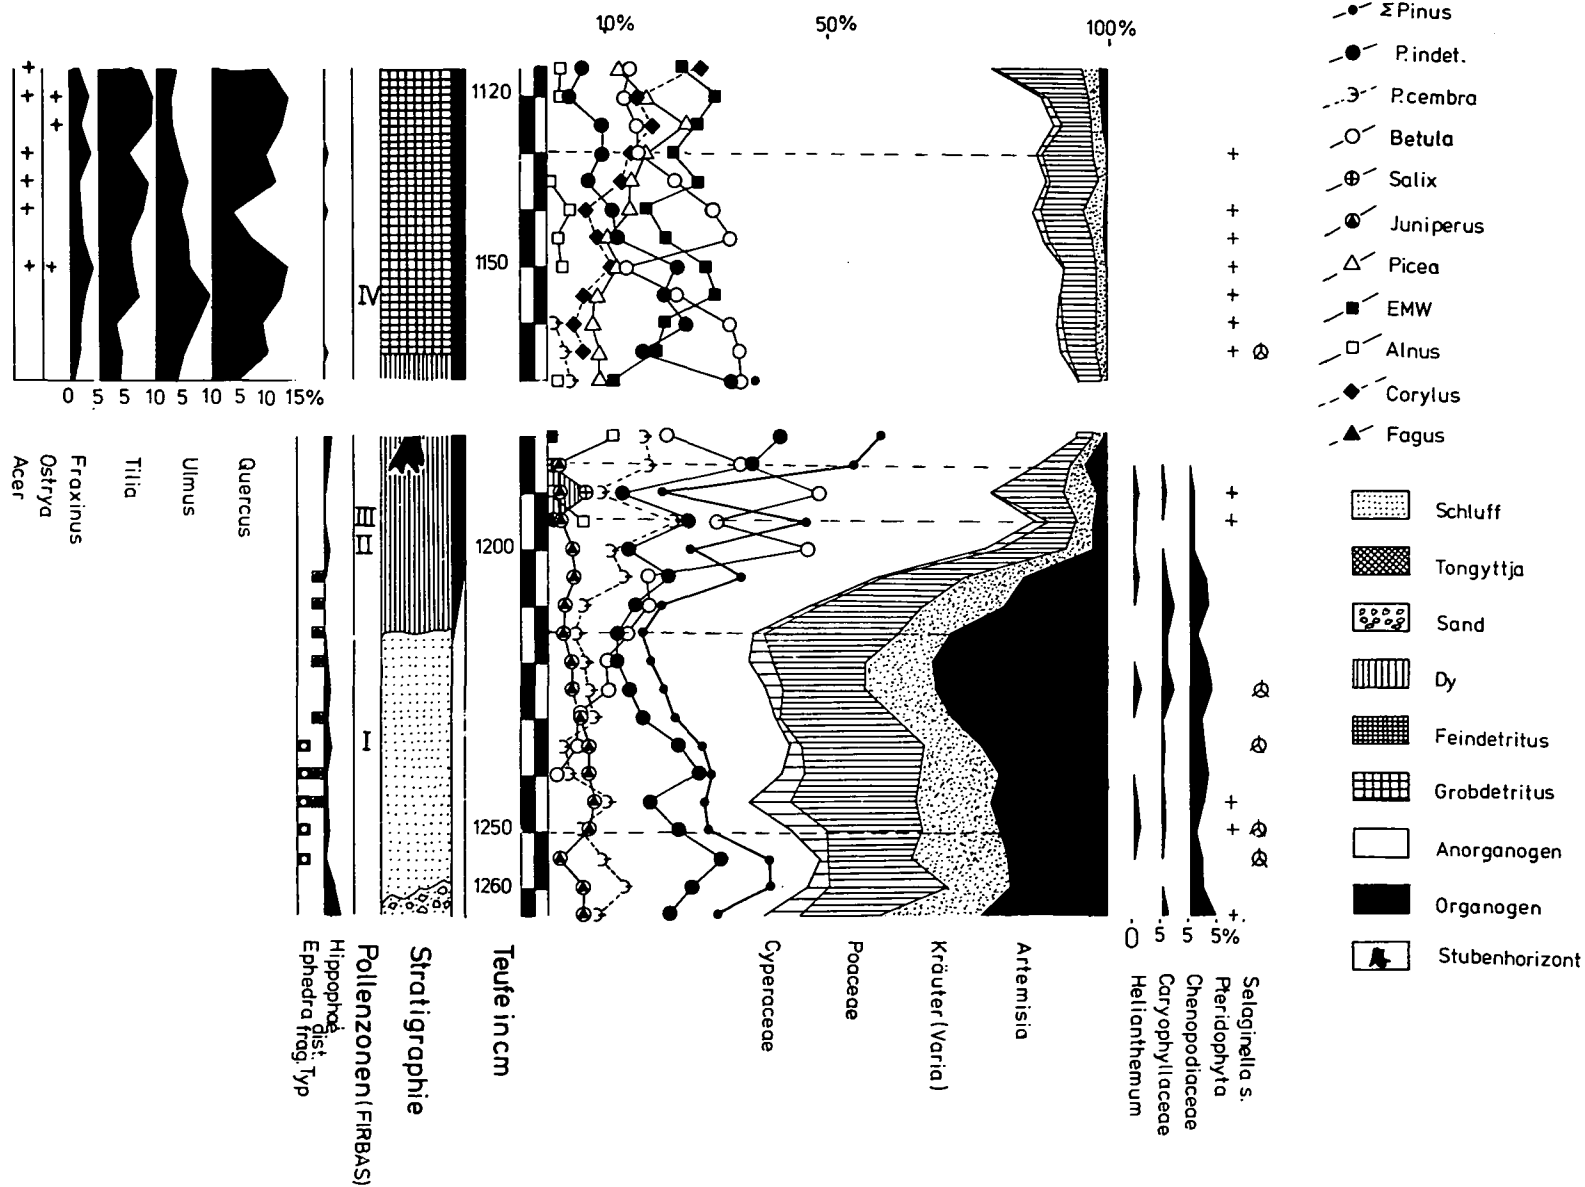 10% 50% 100%
Σ Pinus
P. indet.
P. cembra
Betula
Salix
Juniperus
Picea
EMW
Alnus
Corylus
Fagus
Schluff
Tongyttja
Sand
Dy
Feindetritus
Grobdetritus
Anorganogen
Organogen
Stubenhorizont
1120
1150
1200
1250
1260
IV
III
II
I
0 5 5 10 5 10 5 10 15%
Acer
Ostrya
Fraxinus
Tilia
Ulmus
Quercus
0 5 5 5%
Ephedra frag. Typ
dist.
Hippophaë
Pollenzonen (FIRBAS)
Stratigraphie
Teufe in cm
Cyperaceae
Poaceae
Kräuter (Varia)
Artemisia
Helianthemum
Caryophyllaceae
Chenopodiaceae
Pteridophyta
Selaginella s.